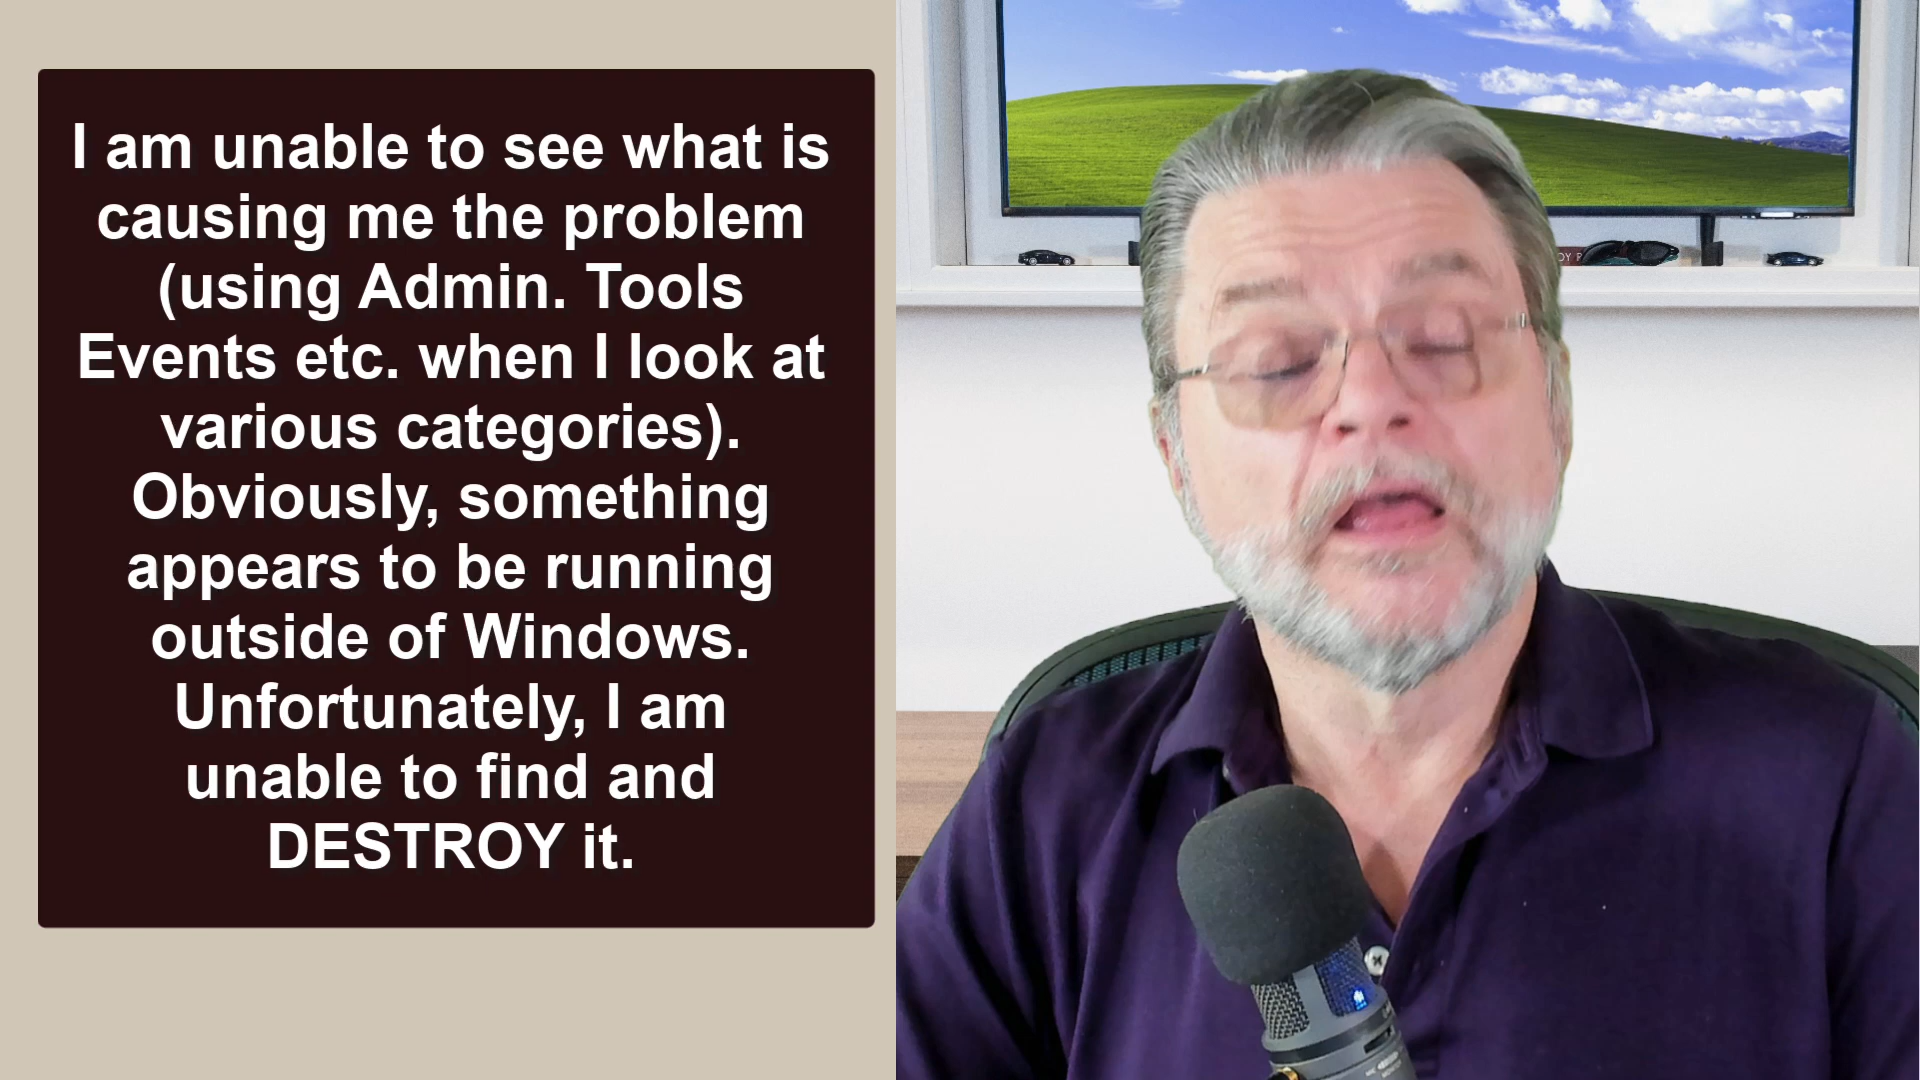 I am unable to see what is
causing me the problem
(using Admin. Tools
Events etc. when I look at
various categories).
Obviously, something
appears to be running
outside of Windows.
Unfortunately, I am
unable to find and
DESTROY it.